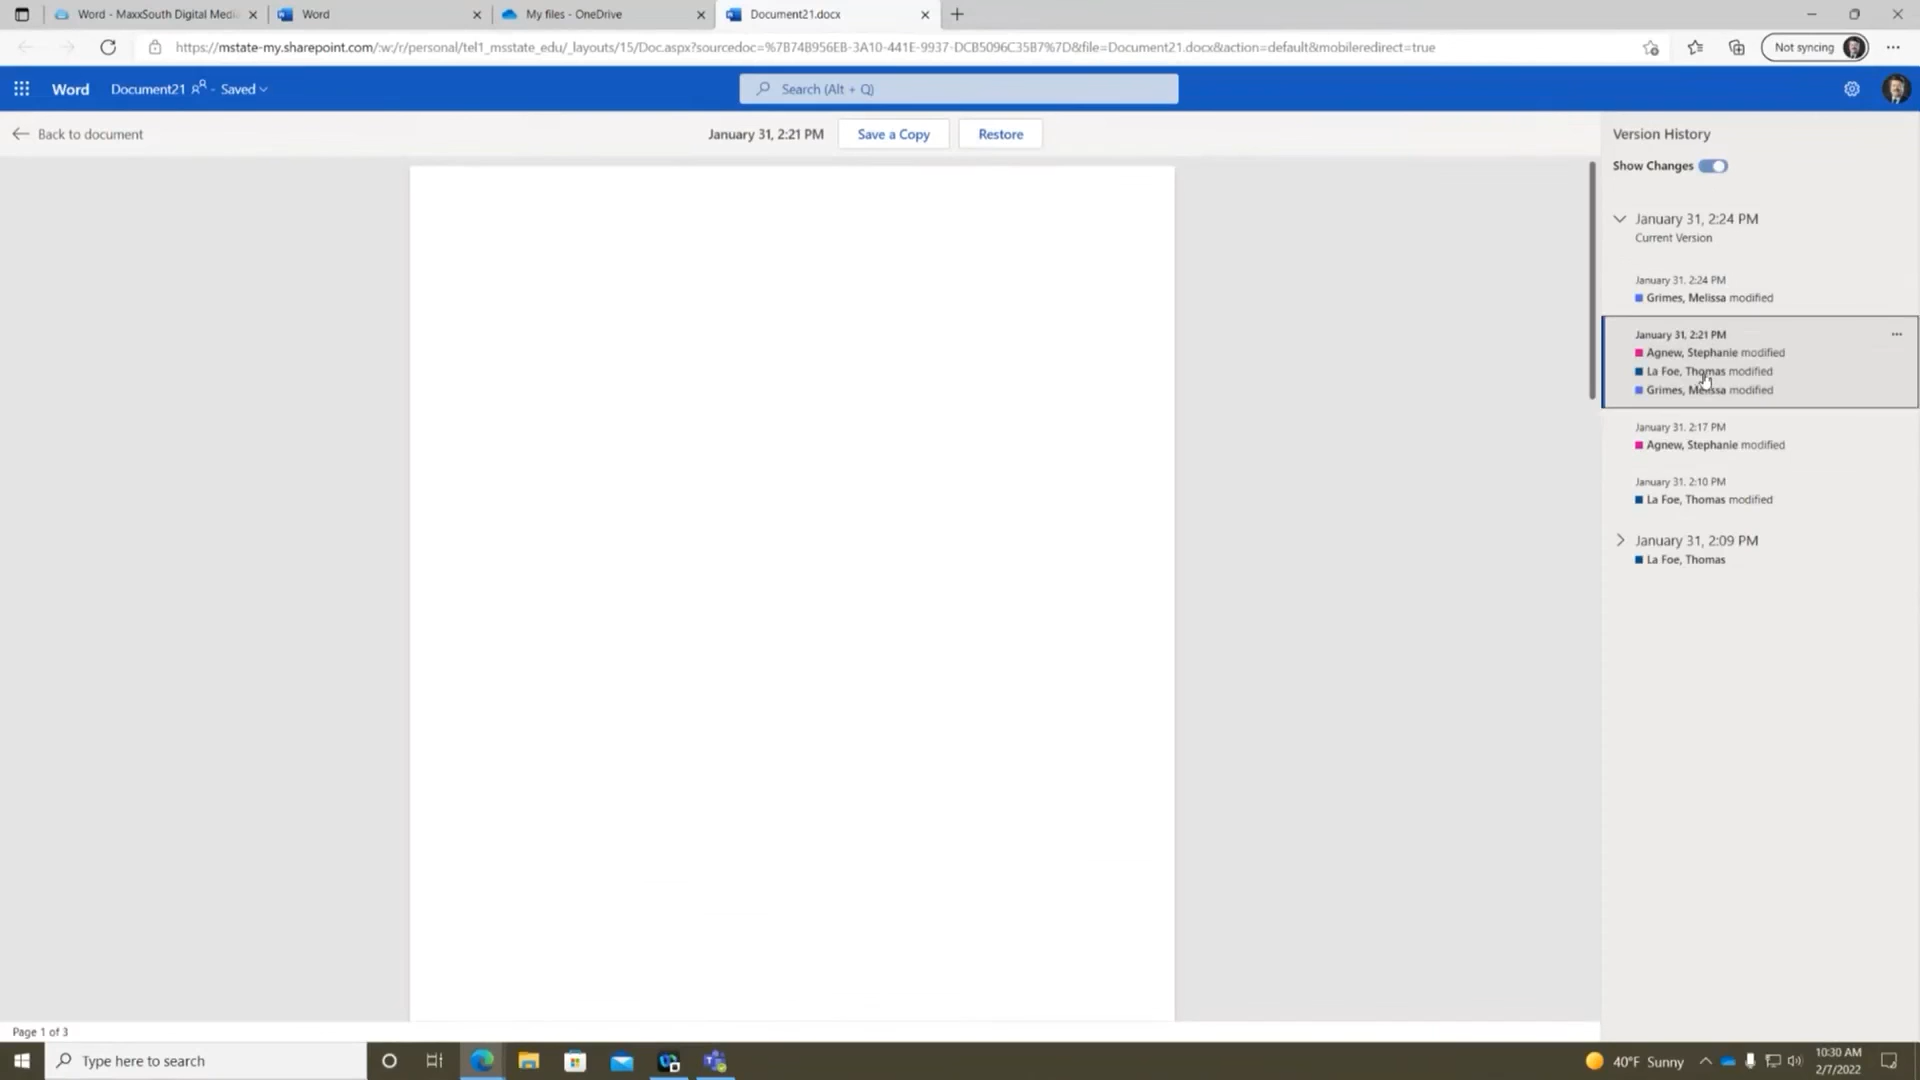 Word - MaxxSouth Digital Medi
Word
My files - OneDrive
Document21.docx
https://mstate-my.sharepoint.com/:w:/r/personal/tel1_msstate_edu/_layouts/15/Doc.aspx?sourcedoc=%7B74B956EB-3A10-441E-9937-DCB5096C35B7%7D&file=Document21.docx&action=default&mobileredirect=true
Not syncing
Word
Document21 - Saved
Search (Alt + Q)
Back to document
January 31, 2:21 PM
Save a Copy
Restore
Version History
Show Changes
January 31, 2:24 PM
Current Version
January 31, 2:24 PM
Grimes, Melissa modified
January 31, 2:21 PM
Agnew, Stephanie modified
La Foe, Thomas modified
Grimes, Melissa modified
January 31, 2:17 PM
Agnew, Stephanie modified
January 31, 2:10 PM
La Foe, Thomas modified
January 31, 2:09 PM
La Foe, Thomas
Page 1 of 3
Type here to search
40°F Sunny
10:30 AM
2/7/2022